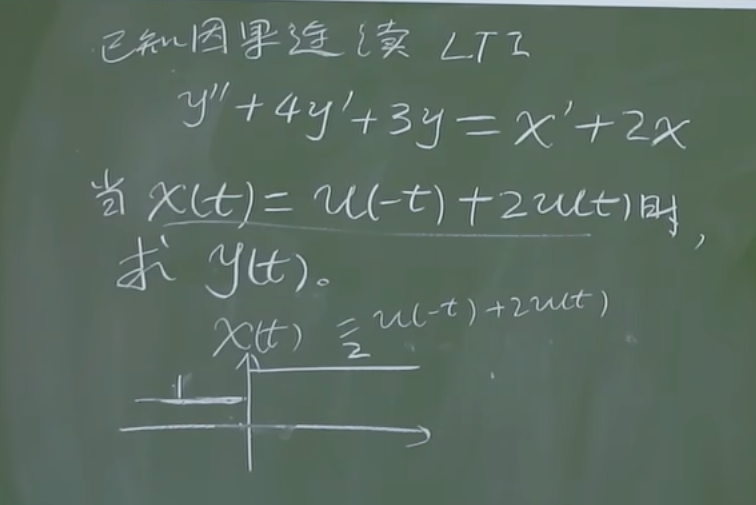 已知因果连续 LTI
y''+4y'+3y=x'+2x
当 x(t)=u(-t)+2u(t)时,
求 y(t)。
x(t) = u(-t)+2u(t)
2
1